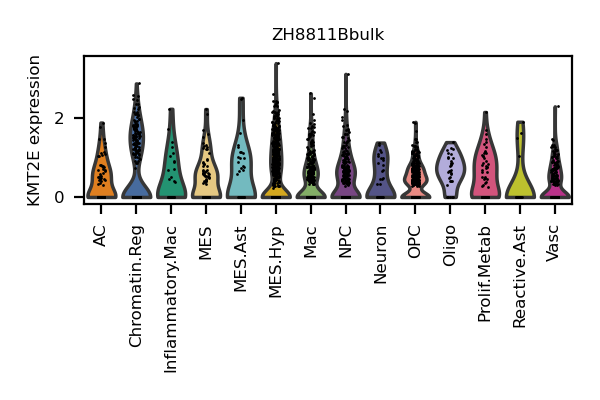 ZH8811Bbulk
KMT2E expression
2
0
AC
Chromatin.Reg
Inflammatory.Mac
MES
MES.Ast
MES.Hyp
Mac
NPC
Neuron
OPC
Oligo
Prolif.Metab
Reactive.Ast
Vasc